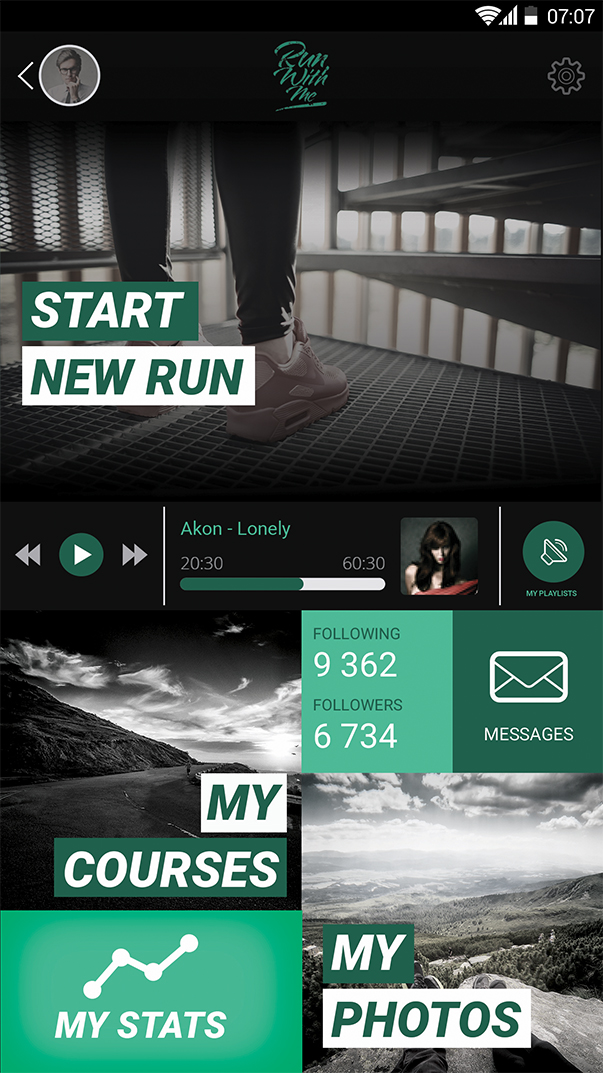 07:07
Run
With
Me
START
NEW RUN
Akon - Lonely
20:30 60:30
MY PLAYLISTS
FOLLOWING
9 362
FOLLOWERS
6 734
MESSAGES
MY
COURSES
MY STATS
MY
PHOTOS